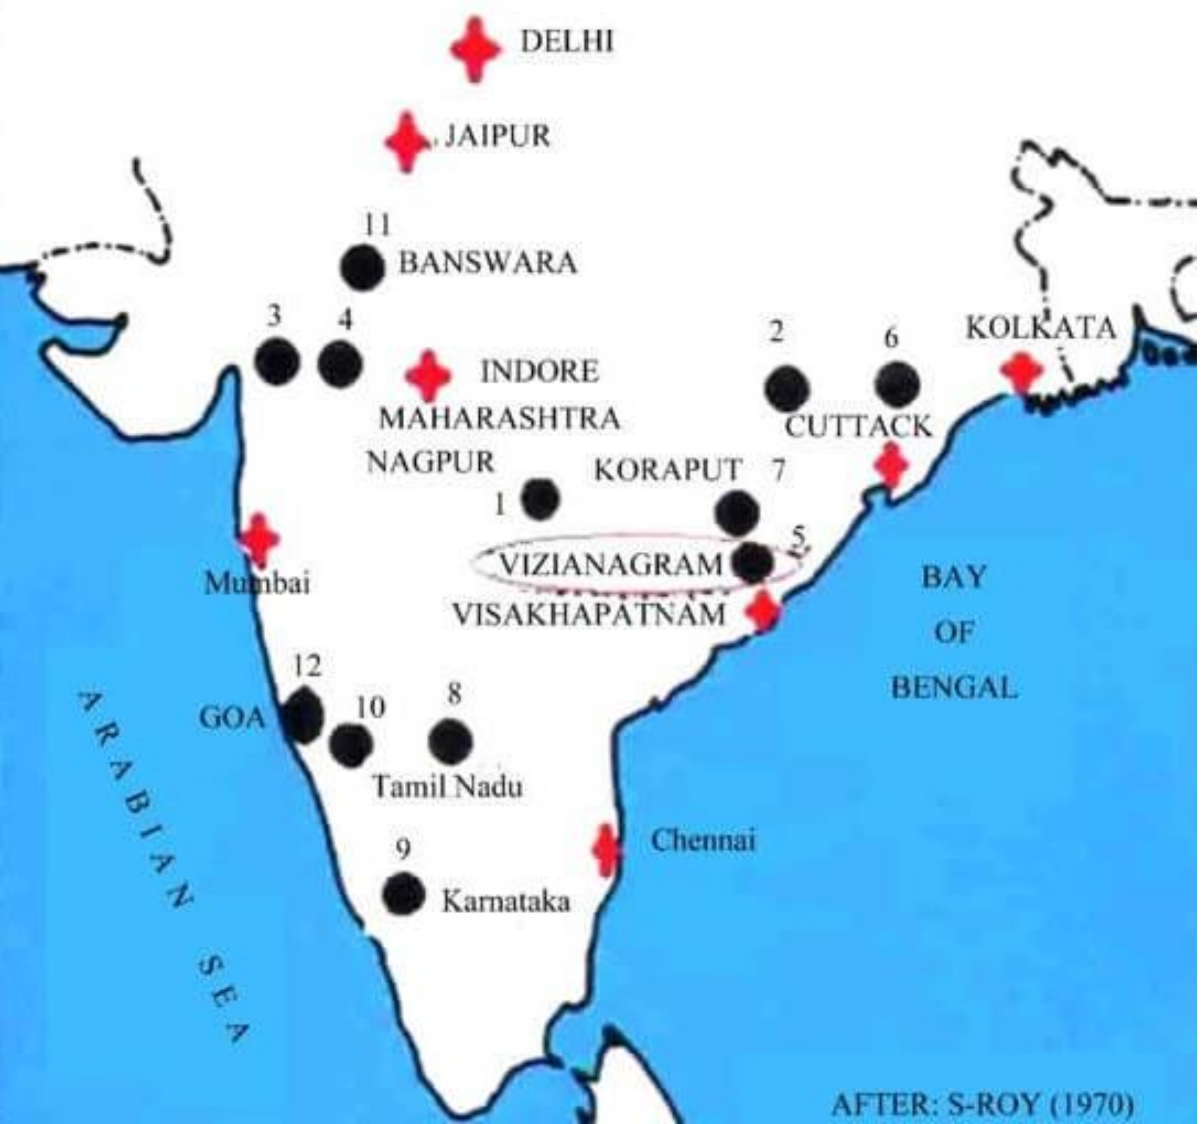 DELHI
JAIPUR
11
BANSWARA
3
4
2
6
KOLKATA
INDORE
MAHARASHTRA
CUTTACK
NAGPUR
KORAPUT
7
1
5
VIZIANAGRAM
Mumbai
BAY
OF
BENGAL
VISAKHAPATNAM
12
GOA
10
8
ARABIAN SEA
Tamil Nadu
Chennai
9
Karnataka
AFTER: S-ROY (1970)